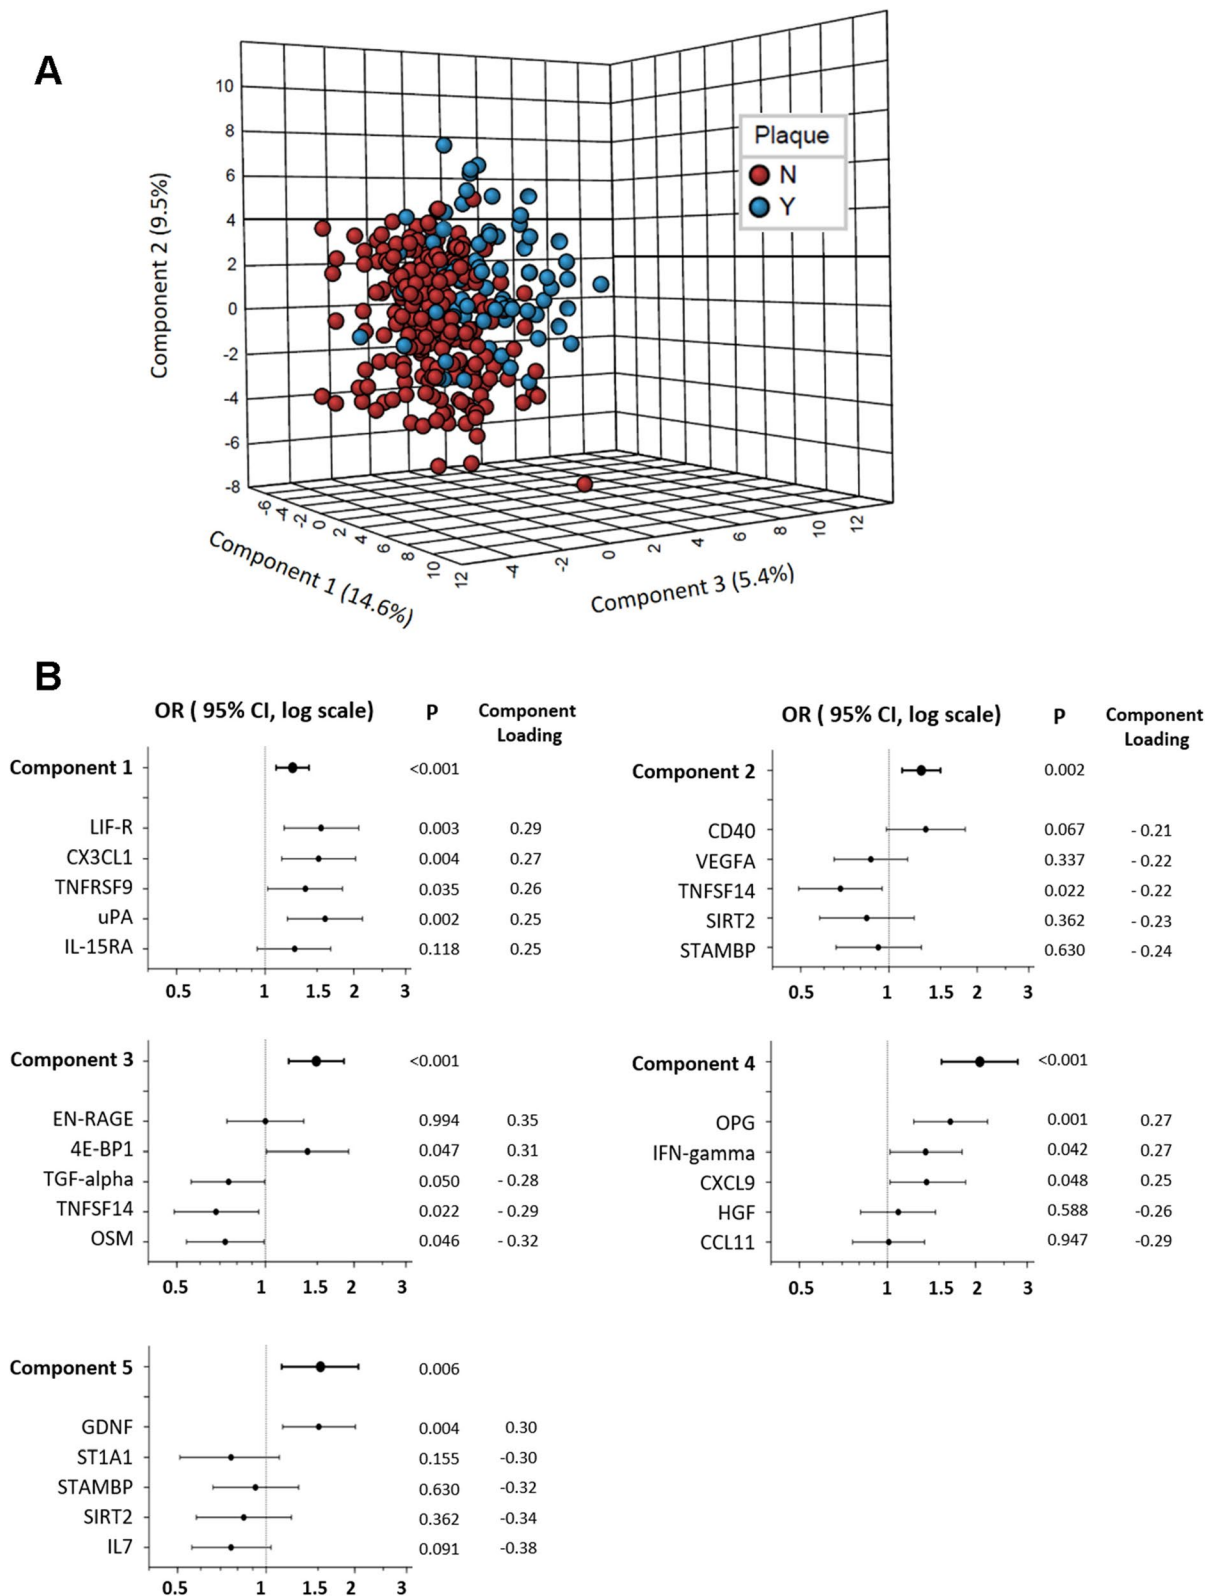 A
10
8
6
4
2
0
-2
-4
-6
-8
Component 2 (9.5%)
Plaque
N
Y
-6 -4 -2 0 2 4 6 8 10 12
Component 1 (14.6%)
-4 -2 0 2 4 6 8 10 12
Component 3 (5.4%)
B
OR ( 95% CI, log scale) P Component Loading
Component 1 <0.001
LIF-R 0.003 0.29
CX3CL1 0.004 0.27
TNFRSF9 0.035 0.26
uPA 0.002 0.25
IL-15RA 0.118 0.25
0.5 1 1.5 2 3
OR ( 95% CI, log scale) P Component Loading
Component 2 0.002
CD40 0.067 - 0.21
VEGFA 0.337 - 0.22
TNFSF14 0.022 - 0.22
SIRT2 0.362 - 0.23
STAMBP 0.630 - 0.24
0.5 1 1.5 2 3
Component 3 <0.001
EN-RAGE 0.994 0.35
4E-BP1 0.047 0.31
TGF-alpha 0.050 - 0.28
TNFSF14 0.022 - 0.29
OSM 0.046 - 0.32
0.5 1 1.5 2 3
Component 4 <0.001
OPG 0.001 0.27
IFN-gamma 0.042 0.27
CXCL9 0.048 0.25
HGF 0.588 -0.26
CCL11 0.947 -0.29
0.5 1 1.5 2 3
Component 5 0.006
GDNF 0.004 0.30
ST1A1 0.155 -0.30
STAMBP 0.630 -0.32
SIRT2 0.362 -0.34
IL7 0.091 -0.38
0.5 1 1.5 2 3